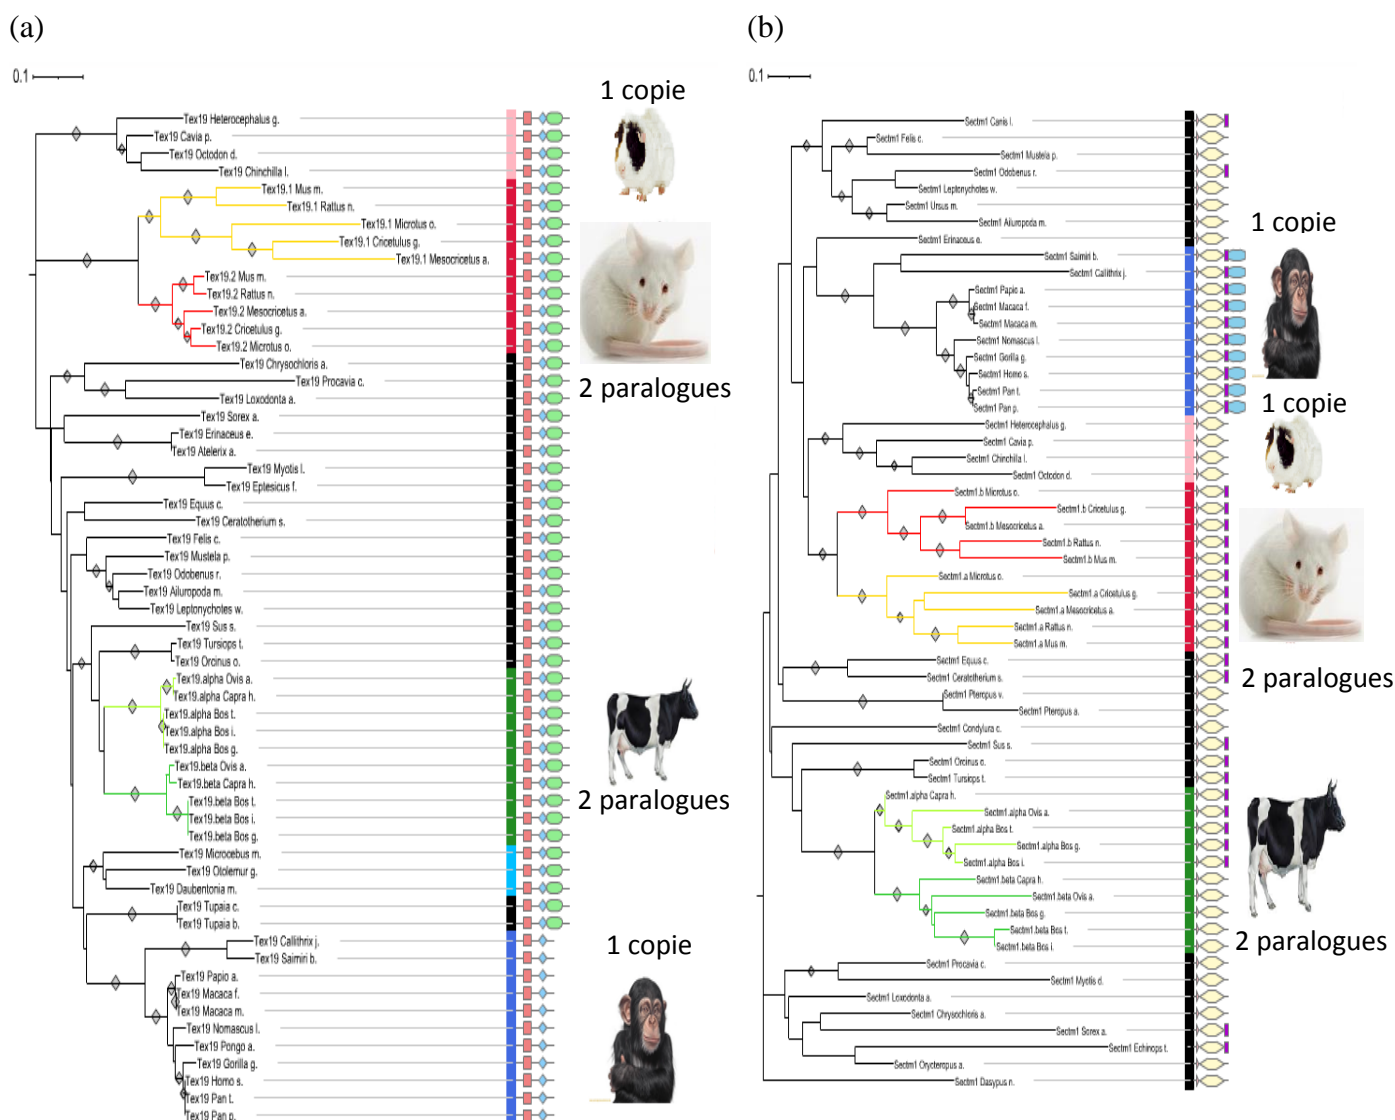 (a)
0.1
Tex19 Heterocephalus g.
Tex19 Cavia p.
Tex19 Octodon d.
Tex19 Chinchilla l.
Tex19.1 Mus m.
Tex19.1 Rattus n.
Tex19.1 Microtus o.
Tex19.1 Cricetulus g.
Tex19.1 Mesocricetus a.
Tex19.2 Mus m.
Tex19.2 Rattus n.
Tex19.2 Mesocricetus a.
Tex19.2 Cricetulus g.
Tex19.2 Microtus o.
Tex19 Chrysochloris a.
Tex19 Procavia c.
Tex19 Loxodonta a.
Tex19 Sorex a.
Tex19 Erinaceus e.
Tex19 Atelerix a.
Tex19 Myotis l.
Tex19 Eptesicus f.
Tex19 Equus c.
Tex19 Ceratotherium s.
Tex19 Felis c.
Tex19 Mustela p.
Tex19 Odobenus r.
Tex19 Ailuropoda m.
Tex19 Leptonychotes w.
Tex19 Sus s.
Tex19 Tursiops t.
Tex19 Orcinus o.
Tex19.alpha Ovis a.
Tex19.alpha Capra h.
Tex19.alpha Bos t.
Tex19.alpha Bos i.
Tex19.alpha Bos g.
Tex19.beta Ovis a.
Tex19.beta Capra h.
Tex19.beta Bos t.
Tex19.beta Bos i.
Tex19.beta Bos g.
Tex19 Microcebus m.
Tex19 Otolemur g.
Tex19 Daubentonia m.
Tex19 Tupaia c.
Tex19 Tupaia b.
Tex19 Callithrix j.
Tex19 Saimiri b.
Tex19 Papio a.
Tex19 Macaca f.
Tex19 Macaca m.
Tex19 Nomascus l.
Tex19 Pongo a.
Tex19 Gorilla g.
Tex19 Homo s.
Tex19 Pan t.
Tex19 Pan p.
1 copie
2 paralogues
2 paralogues
1 copie
(b)
0.1
Sectm1 Canis l.
Sectm1 Felis c.
Sectm1 Mustela p.
Sectm1 Odobenus r.
Sectm1 Leptonychotes w.
Sectm1 Ursus m.
Sectm1 Ailuropoda m.
Sectm1 Erinaceus e.
Sectm1 Saimiri b.
Sectm1 Callithrix j.
Sectm1 Papio a.
Sectm1 Macaca f.
Sectm1 Macaca m.
Sectm1 Nomascus l.
Sectm1 Gorilla g.
Sectm1 Homo s.
Sectm1 Pan t.
Sectm1 Pan p.
Sectm1 Heterocephalus g.
Sectm1 Cavia p.
Sectm1 Chinchilla l.
Sectm1 Octodon d.
Sectm1.b Microtus o.
Sectm1.b Cricetulus g.
Sectm1.b Mesocricetus a.
Sectm1.b Rattus n.
Sectm1.b Mus m.
Sectm1.a Microtus o.
Sectm1.a Cricetulus g.
Sectm1.a Mesocricetus a.
Sectm1.a Rattus n.
Sectm1.a Mus m.
Sectm1 Equus c.
Sectm1 Ceratotherium s.
Sectm1 Pteropus v.
Sectm1 Pteropus a.
Sectm1 Condylura c.
Sectm1 Sus s.
Sectm1 Orcinus o.
Sectm1 Tursiops t.
Sectm1.alpha Capra h.
Sectm1.alpha Ovis a.
Sectm1.alpha Bos t.
Sectm1.alpha Bos g.
Sectm1.alpha Bos i.
Sectm1.beta Capra h.
Sectm1.beta Ovis a.
Sectm1.beta Bos g.
Sectm1.beta Bos t.
Sectm1.beta Bos i.
Sectm1 Procavia c.
Sectm1 Myotis d.
Sectm1 Loxodonta a.
Sectm1 Chrysochloris a.
Sectm1 Sorex a.
Sectm1 Echinops t.
Sectm1 Orycteropus a.
Sectm1 Dasypus n.
1 copie
1 copie
2 paralogues
2 paralogues